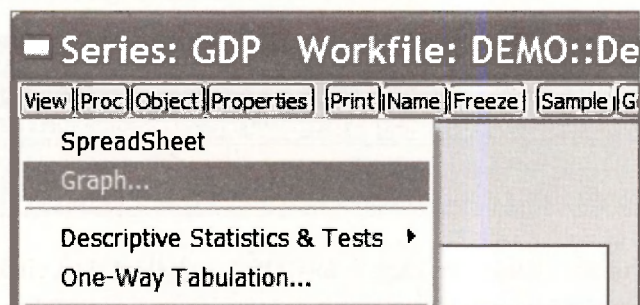 Series: GDP Workfile: DEMO::De
View Proc Object Properties Print Name Freeze Sample G
SpreadSheet
Graph...
Descriptive Statistics & Tests
One-Way Tabulation...